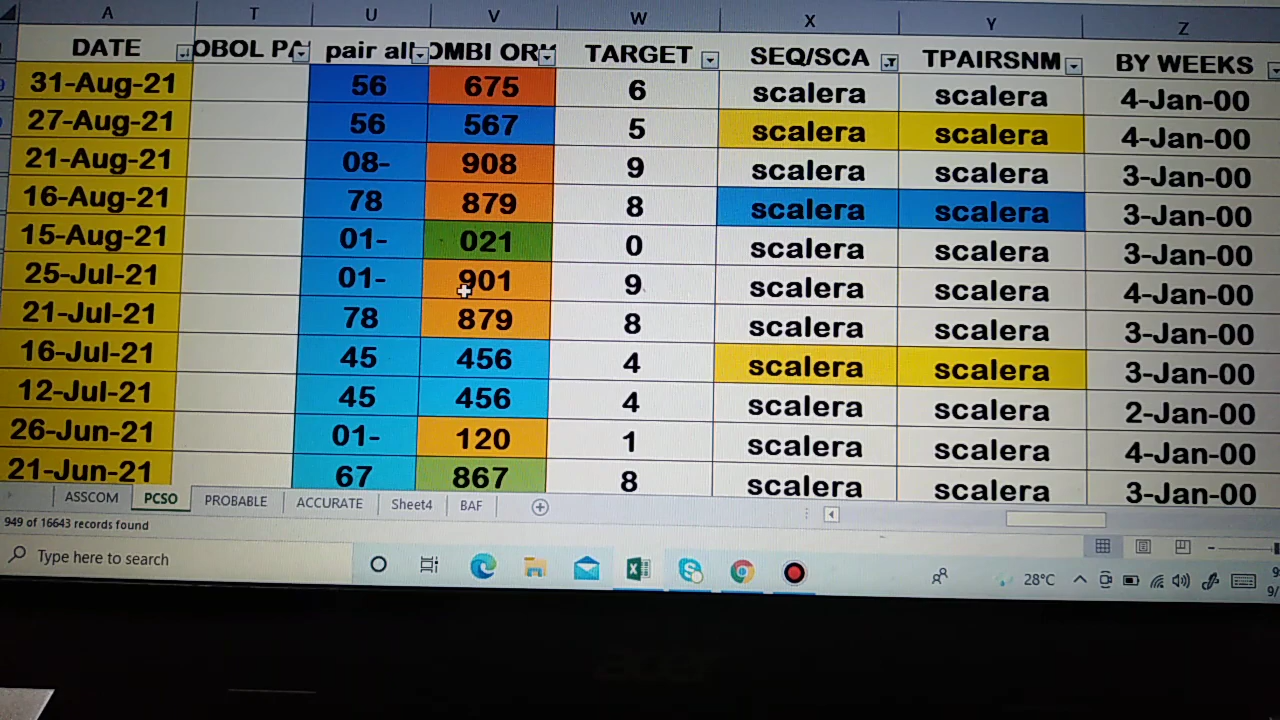 A T U V W X Y Z
DATE OBOL PA pair all OMBI ORK TARGET SEQ/SCA TPAIRSNM BY WEEKS
31-Aug-21 56 675 6 scalera scalera 4-Jan-00
27-Aug-21 56 567 5 scalera scalera 4-Jan-00
21-Aug-21 08- 908 9 scalera scalera 3-Jan-00
16-Aug-21 78 879 8 scalera scalera 3-Jan-00
15-Aug-21 01- 021 0 scalera scalera 3-Jan-00
25-Jul-21 01- 901 9 scalera scalera 4-Jan-00
21-Jul-21 78 879 8 scalera scalera 3-Jan-00
16-Jul-21 45 456 4 scalera scalera 3-Jan-00
12-Jul-21 45 456 4 scalera scalera 2-Jan-00
26-Jun-21 01- 120 1 scalera scalera 4-Jan-00
21-Jun-21 67 867 8 scalera scalera 3-Jan-00
ASSCOM PCSO PROBABLE ACCURATE Sheet4 BAF
949 of 16643 records found
Type here to search 28°C
acer